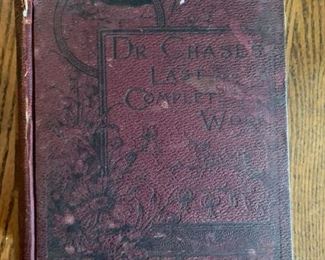 DR CHASE'S
LAST
COMPLETE
WORK